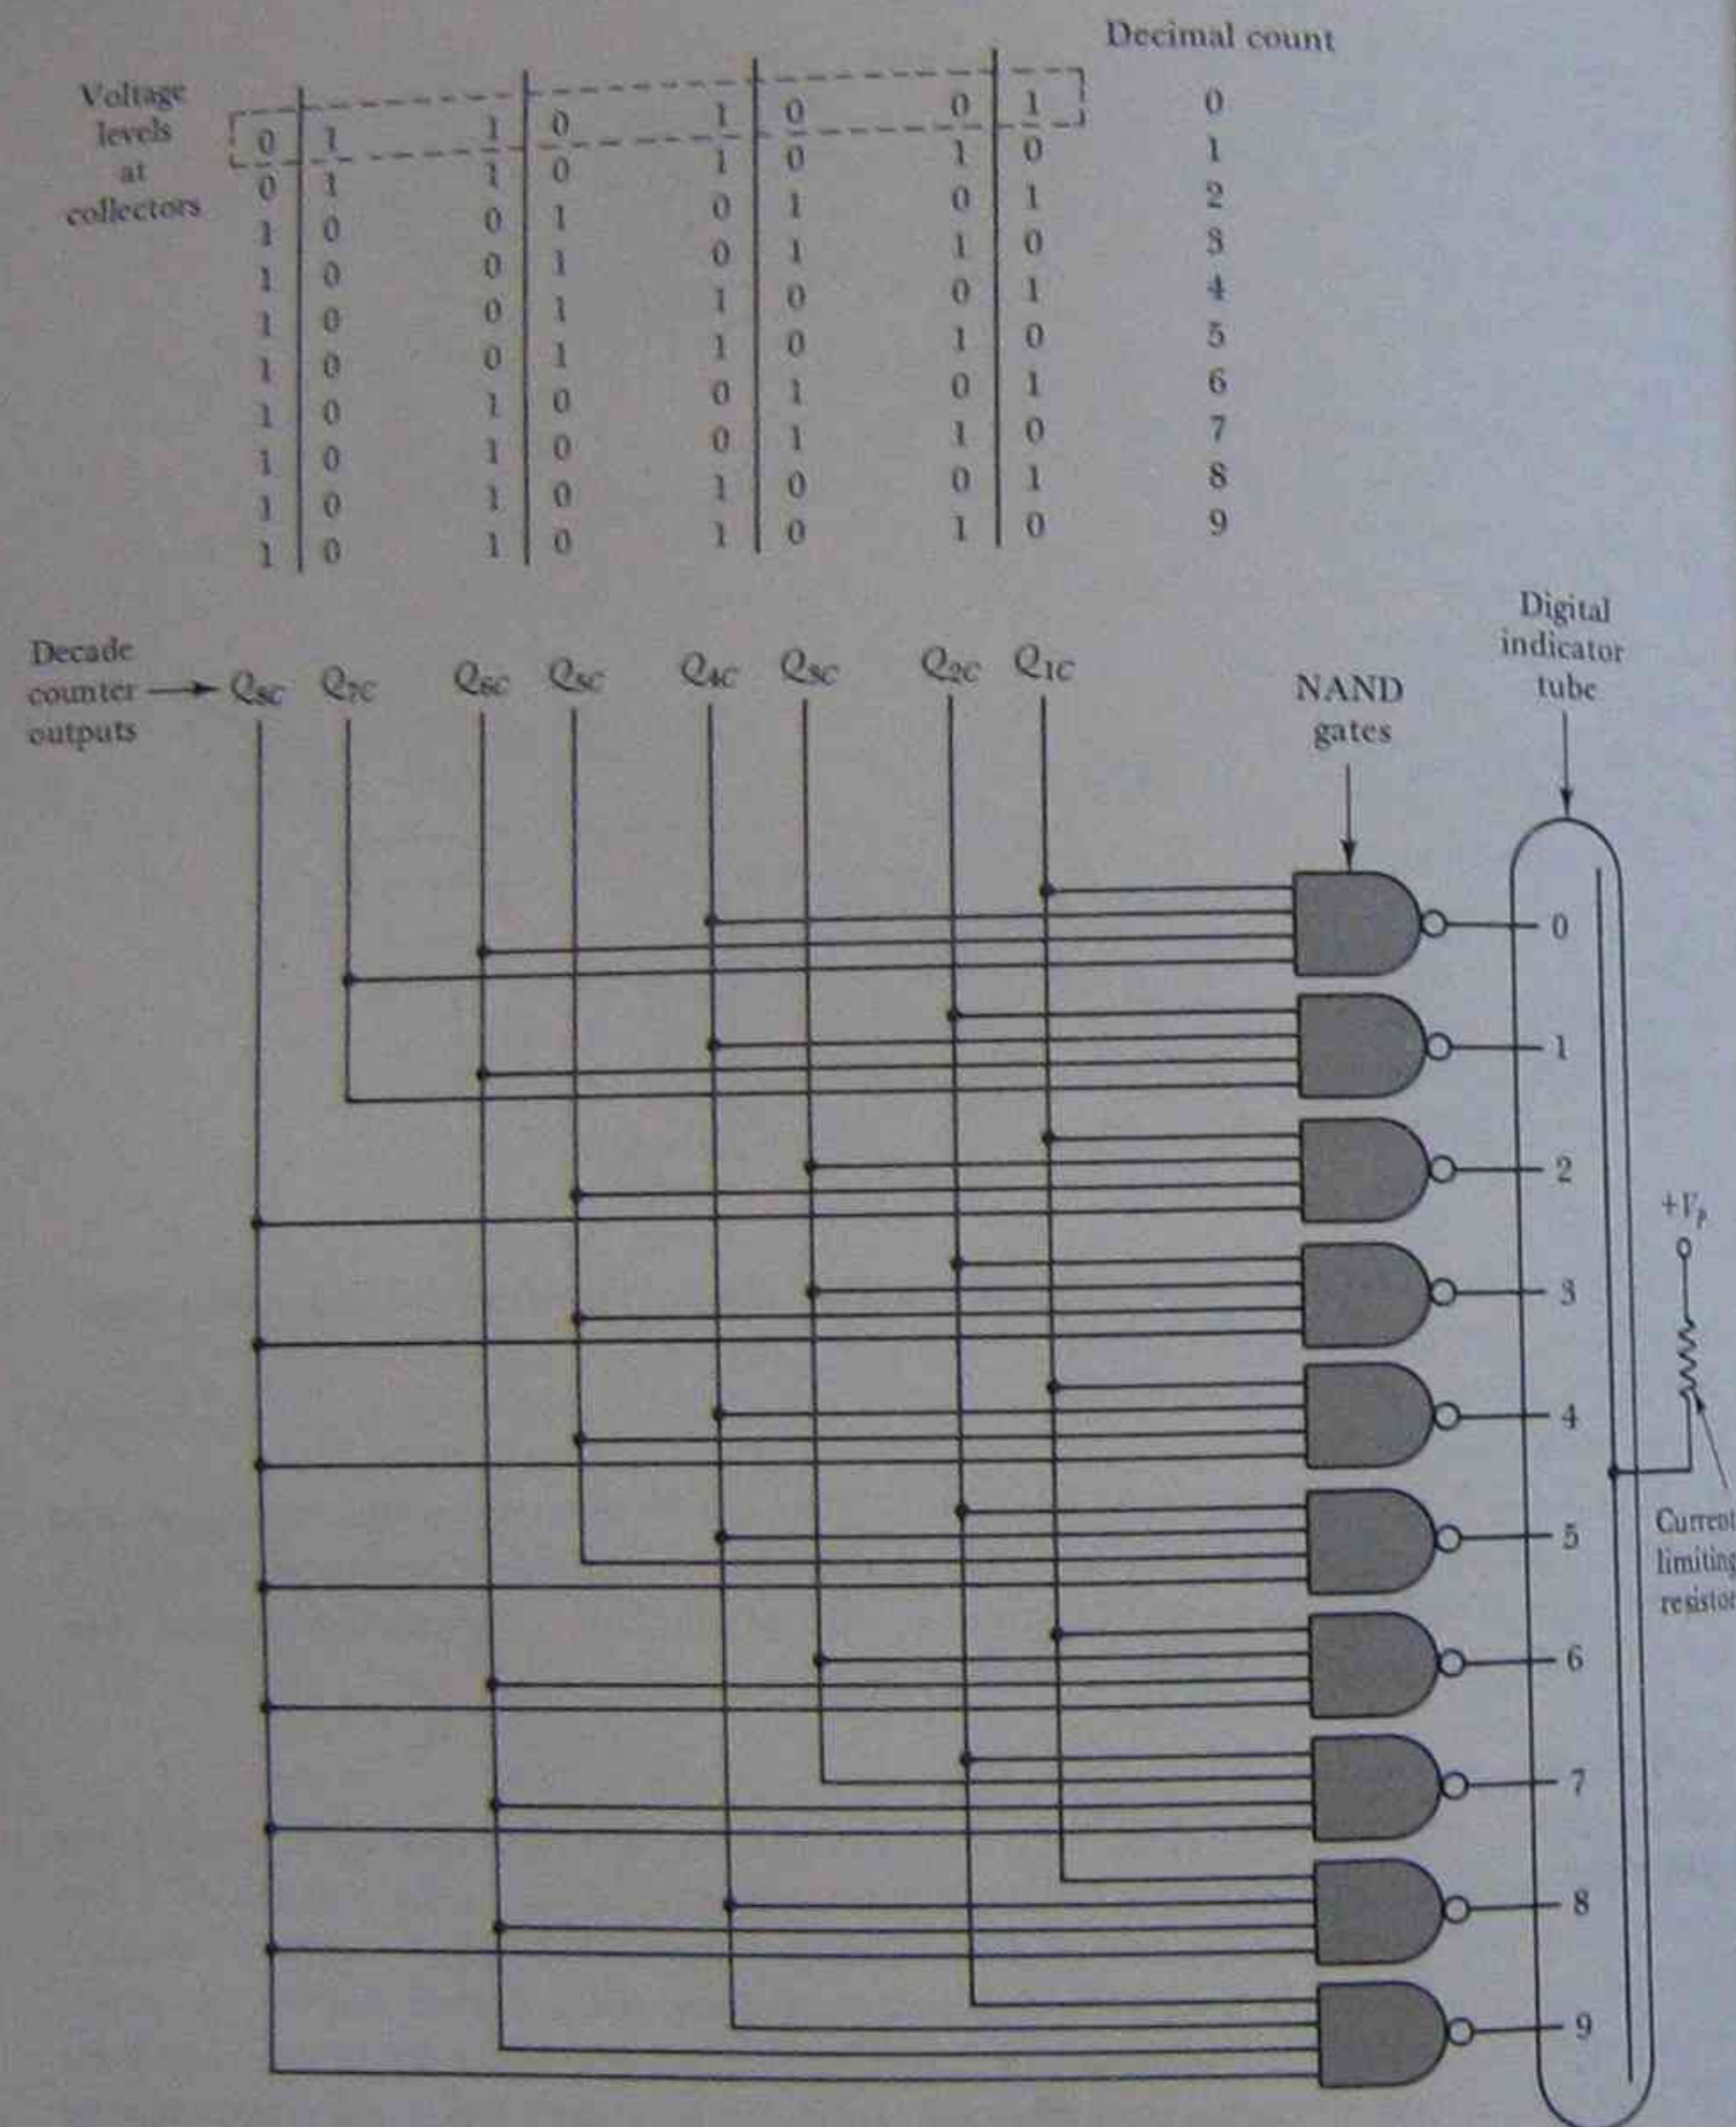 Decimal count
Voltage
levels
at
collectors
0 1 1 0 1 0 0 1 0
0 1 1 0 1 0 1 0 1
1 0 0 1 0 1 0 1 2
1 0 0 1 0 1 1 0 3
1 0 0 1 1 0 0 1 4
1 0 0 1 1 0 1 0 5
1 0 1 0 0 1 0 1 6
1 0 1 0 0 1 1 0 7
1 0 1 0 1 0 0 1 8
1 0 1 0 1 0 1 0 9
Decade
counter
outputs
Q8C Q7C Q6C Q5C Q4C Q3C Q2C Q1C
NAND
gates
Digital
indicator
tube
0
1
2
3
4
5
6
7
8
9
+Vp
Current
limiting
resistor